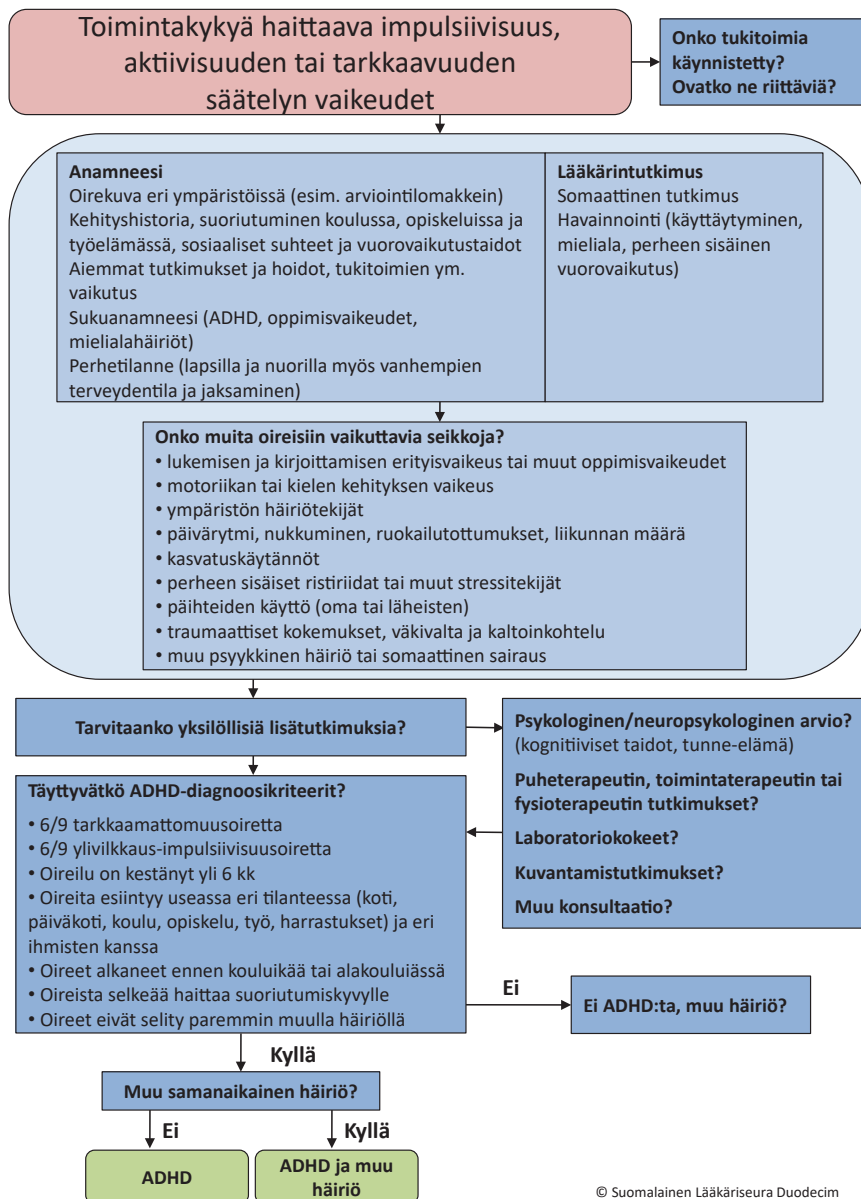 Toimintakykyä haittaava impulsiivisuus,
aktiivisuuden tai tarkkaavuuden
säätelyn vaikeudet
Onko tukitoimia
käynnistetty?
Ovatko ne riittäviä?
Anamneesi
Oirekuva eri ympäristöissä (esim. arviointilomakkein)
Kehityshistoria, suoriutuminen koulussa, opiskeluissa ja
työelämässä, sosiaaliset suhteet ja vuorovaikutustaidot
Aiemmat tutkimukset ja hoidot, tukitoimien ym.
vaikutus
Sukuanamneesi (ADHD, oppimisvaikeudet,
mielialahäiriöt)
Perhetilanne (lapsilla ja nuorilla myös vanhempien
terveydentila ja jaksaminen)
Lääkärintutkimus
Somaattinen tutkimus
Havainnointi (käyttäytyminen,
mieliala, perheen sisäinen
vuorovaikutus)
Onko muita oireisiin vaikuttavia seikkoja?
• lukemisen ja kirjoittamisen erityisvaikeus tai muut oppimisvaikeudet
• motoriikan tai kielen kehityksen vaikeus
• ympäristön häiriötekijät
• päivärytmi, nukkuminen, ruokailutottumukset, liikunnan määrä
• kasvatuskäytännöt
• perheen sisäiset ristiriidat tai muut stressitekijät
• päihteiden käyttö (oma tai läheisten)
• traumaattiset kokemukset, väkivalta ja kaltoinkohtelu
• muu psyykkinen häiriö tai somaattinen sairaus
Tarvitaanko yksilöllisiä lisätutkimuksia?
Psykologinen/neuropsykologinen arvio?
(kognitiviset taidot, tunne-elämä)
Puheterapeutin, toimintaterapeutin tai
fysioterapeutin tutkimukset?
Laboratoriokokeet?
Kuvantamistutkimukset?
Muu konsultaatio?
Täyttyvätkö ADHD-diagnoosikriteerit?
• 6/9 tarkkaamattomuusoiretta
• 6/9 ylivilkkaus-impulsiivisuusoiretta
• Oireilu on kestänyt yli 6 kk
• Oireita esiintyy useassa eri tilanteessa (koti,
päiväkoti, koulu, opiskelu, työ, harrastukset) ja eri
ihmisten kanssa
• Oireet alkaneet ennen kouluikää tai alakouluiässä
• Oireista selkeää haittaa suoriutumiskyvylle
• Oireet eivät selity paremmin muulla häiriöllä
Ei
Ei ADHD:ta, muu häiriö?
Kyllä
Muu samanaikainen häiriö?
Ei
Kyllä
ADHD
ADHD ja muu
häiriö
© Suomalainen Lääkäriseura Duodecim